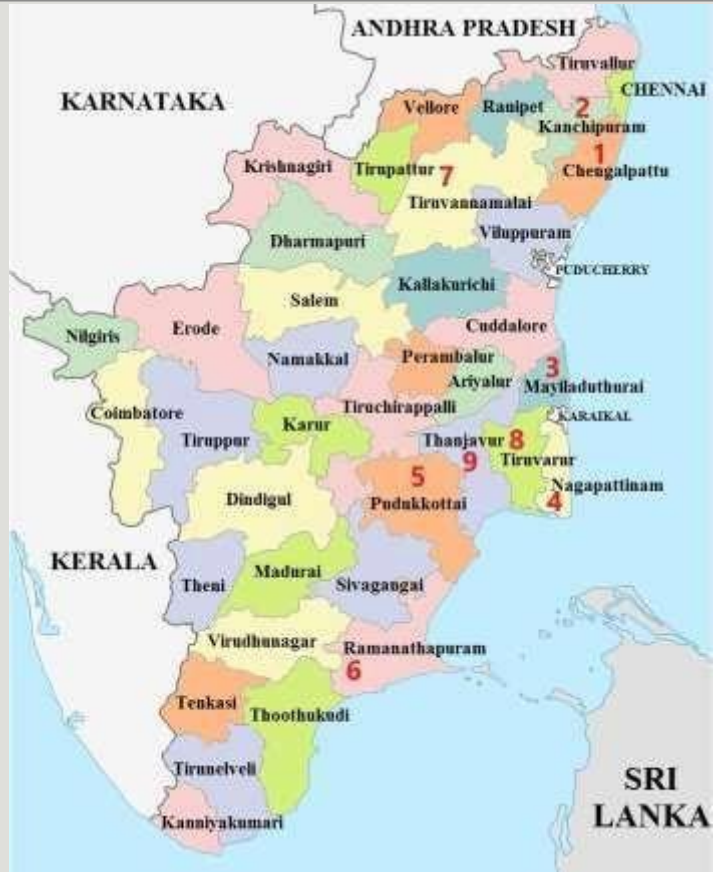 ANDHRA PRADESH
Tiruvallur
CHENNAI
KARNATAKA
Vellore
Ranipet
2
Kanchipuram
1
Krishnagiri
Tirupattur
7
Chengalpattu
Tiruvannamalai
Viluppuram
Dharmapuri
PUDUCHERRY
Kallakurichi
Salem
Cuddalore
Nilgiris
Erode
Namakkal
Perambalur
3
Ariyalur
Mayiladuthurai
Coimbatore
Tiruchirappalli
KARAIKAL
Tiruppur
Karur
Thanjavur
8
Tiruvarur
9
5
Nagapattinam
Dindigul
Pudukkottai
4
KERALA
Theni
Madurai
Sivagangai
Virudhunagar
Ramanathapuram
6
Tenkasi
Thoothukudi
Tirunelveli
SRI
LANKA
Kanniyakumari